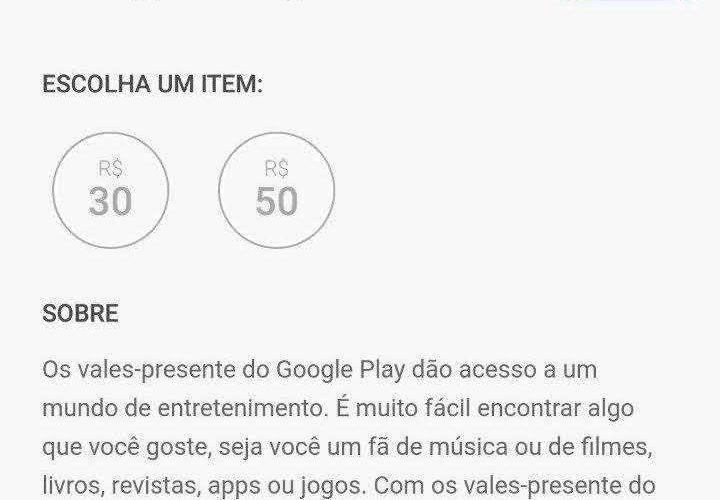 ESCOLHA UM ITEM:
R$
30
R$
50
SOBRE
Os vales-presente do Google Play dão acesso a um
mundo de entretenimento. É muito fácil encontrar algo
que você goste, seja você um fã de música ou de filmes,
livros, revistas, apps ou jogos. Com os vales-presente do